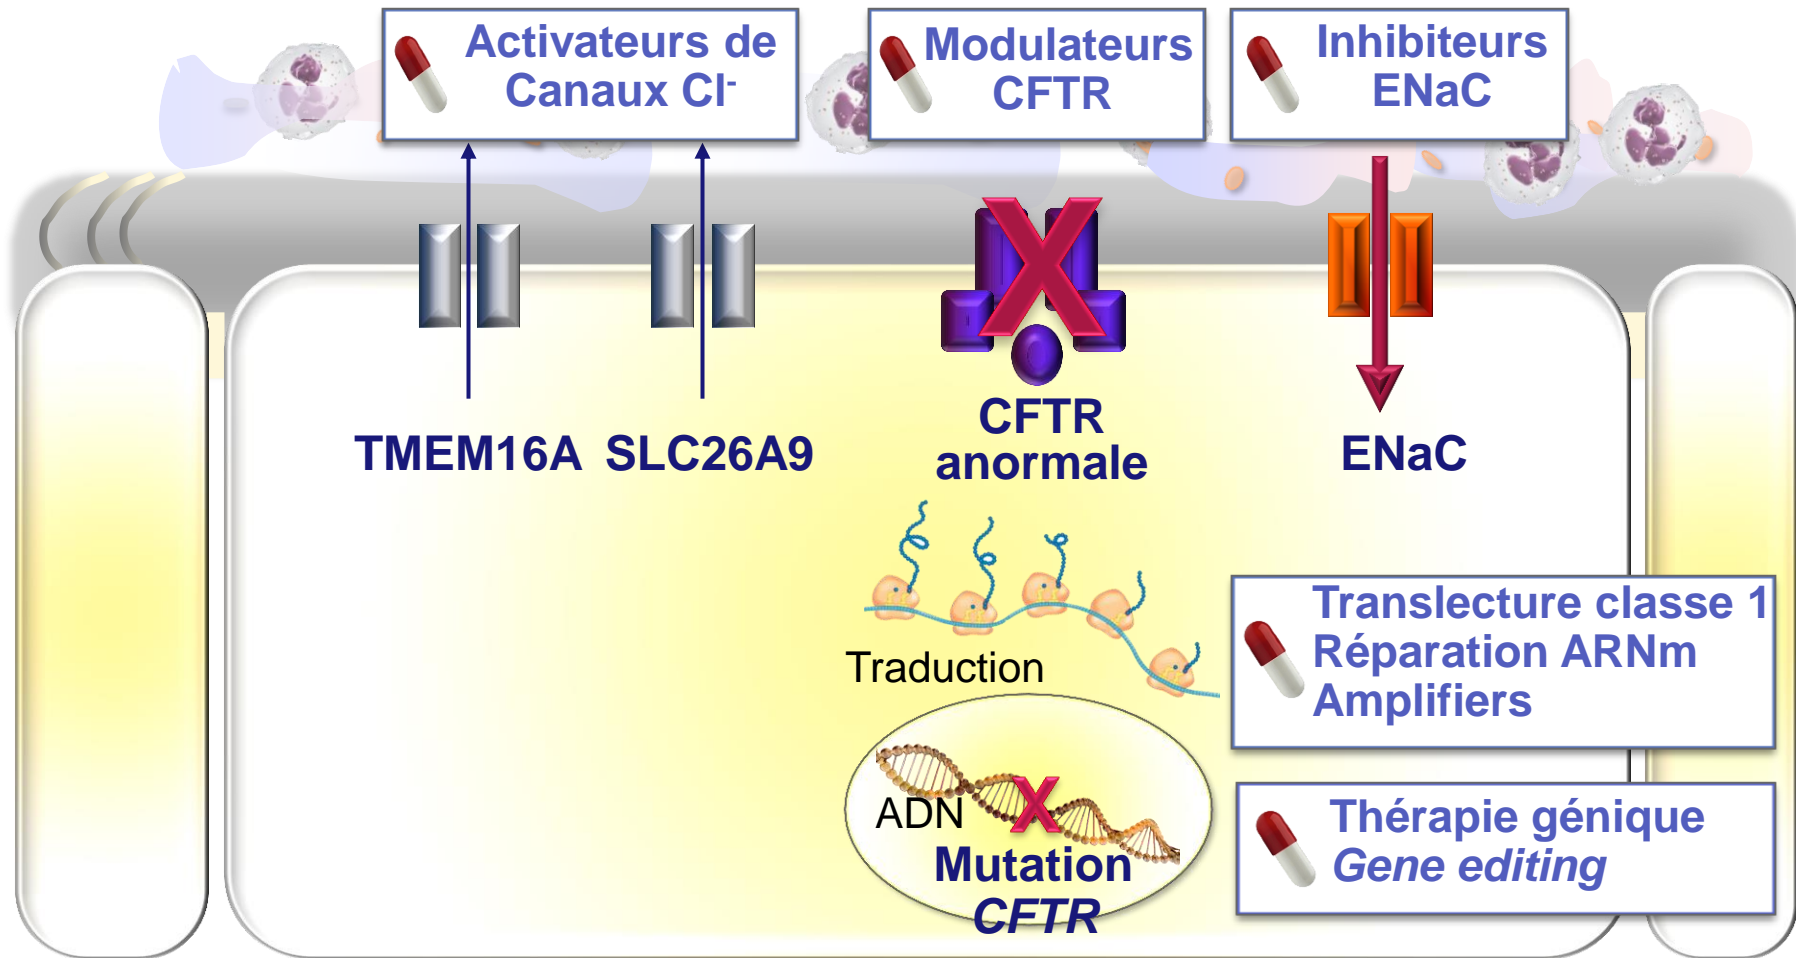 Activateurs de
Canaux Cl-
Modulateurs
CFTR
Inhibiteurs
ENaC
TMEM16A
SLC26A9
CFTR
anormale
ENaC
Traduction
Translecture classe 1
Réparation ARNm
Amplifiers
ADN
X
Mutation
CFTR
Thérapie génique
Gene editing